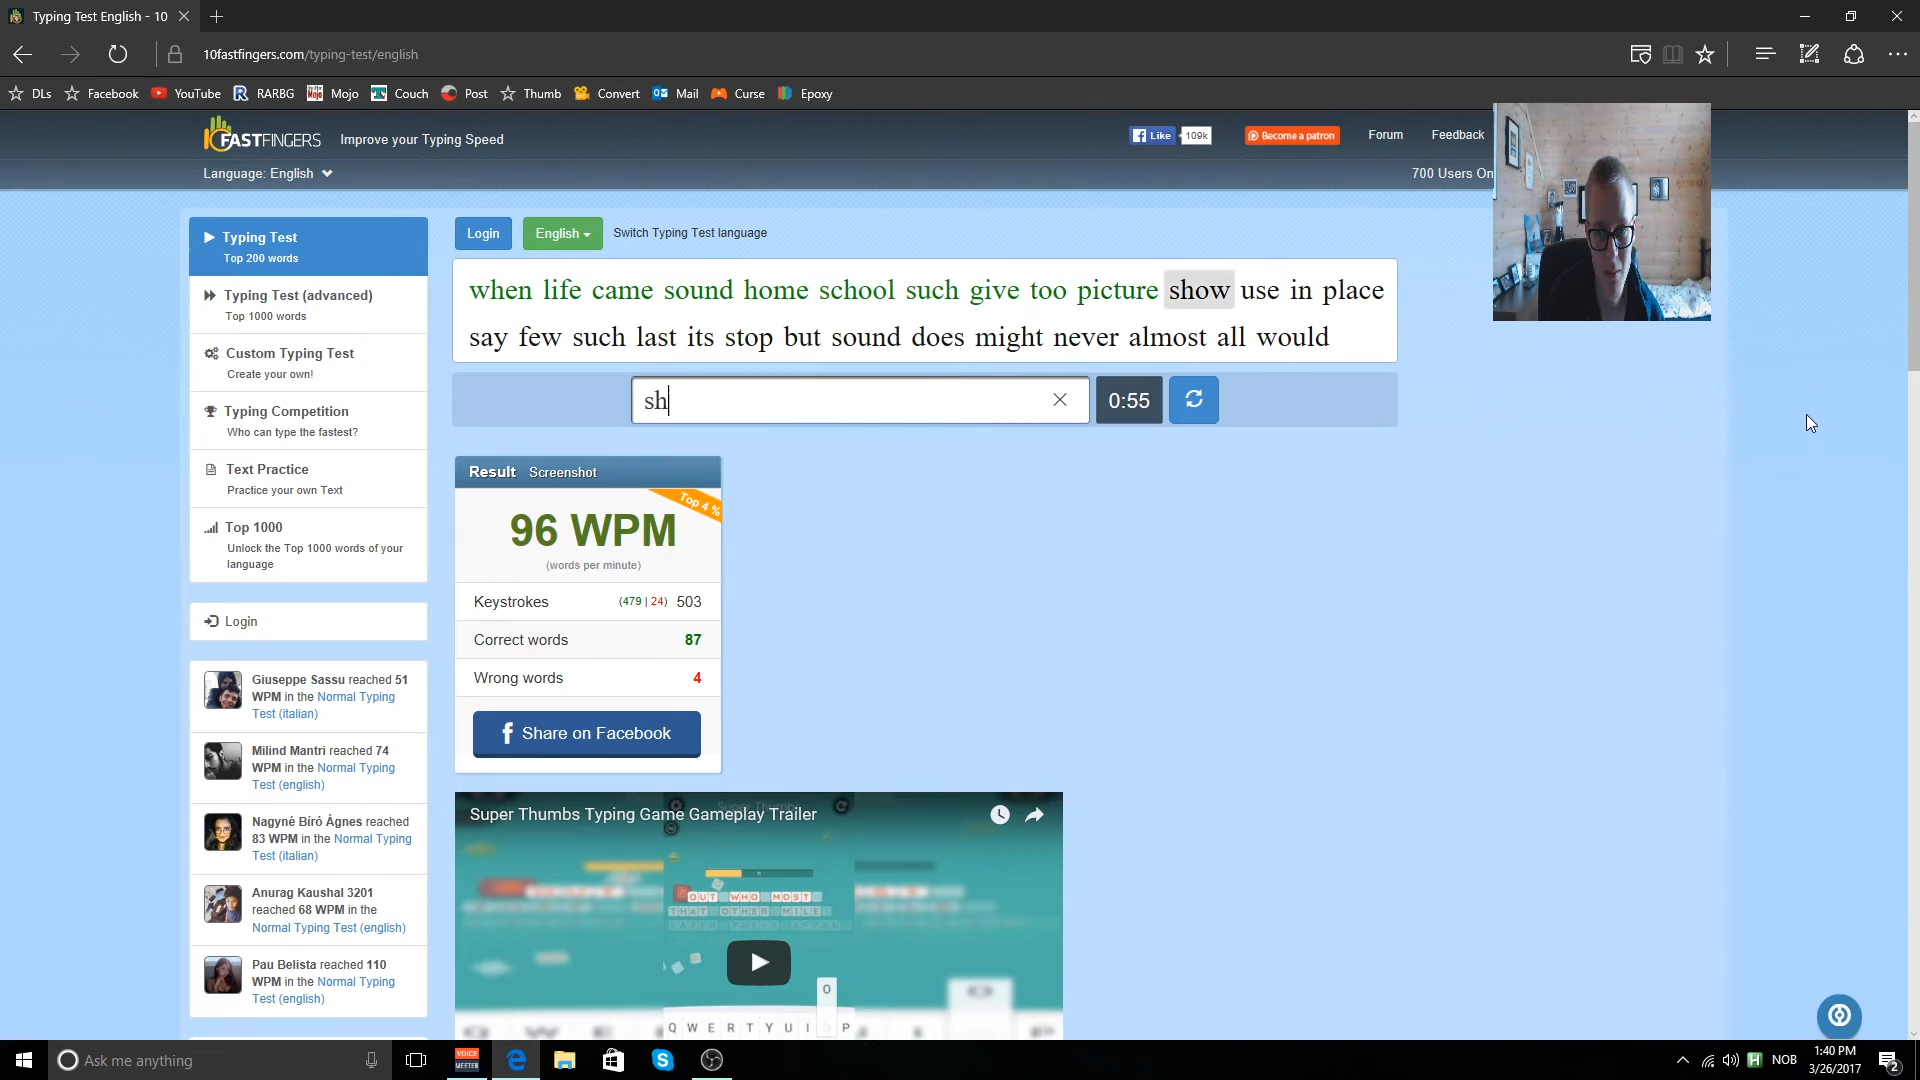 Typing Test English - 10
10fastfingers.com/typing-test/english
DLs Facebook YouTube RARBG Mojo Couch Post Thumb Convert Mail Curse Epoxy
FASTFINGERS Improve your Typing Speed
Like 109k Become a patron Forum Feedback
Language: English
700 Users On
Typing Test
Top 200 words
Typing Test (advanced)
Top 1000 words
Custom Typing Test
Create your own!
Typing Competition
Who can type the fastest?
Text Practice
Practice your own Text
Top 1000
Unlock the Top 1000 words of your
language
Login
Giuseppe Sassu reached 51
WPM in the Normal Typing
Test (italian)
Milind Mantri reached 74
WPM in the Normal Typing
Test (english)
Nagyné Bíró Ágnes reached
83 WPM in the Normal Typing
Test (italian)
Anurag Kaushal 3201
reached 68 WPM in the
Normal Typing Test (english)
Pau Belista reached 110
WPM in the Normal Typing
Test (english)
Login English Switch Typing Test language
when life came sound home school such give too picture show use in place
say few such last its stop but sound does might never almost all would
sh 0:55
Result Screenshot
Top 4 %
96 WPM
(words per minute)
Keystrokes (479 | 24) 503
Correct words 87
Wrong words 4
Share on Facebook
Super Thumbs Typing Game Gameplay Trailer
OUT WHO MOST
THAT OTHER MILE
O
Q W E R T Y U I P
Ask me anything
VOICE
MEETER
NOB
1:40 PM
3/26/2017
2